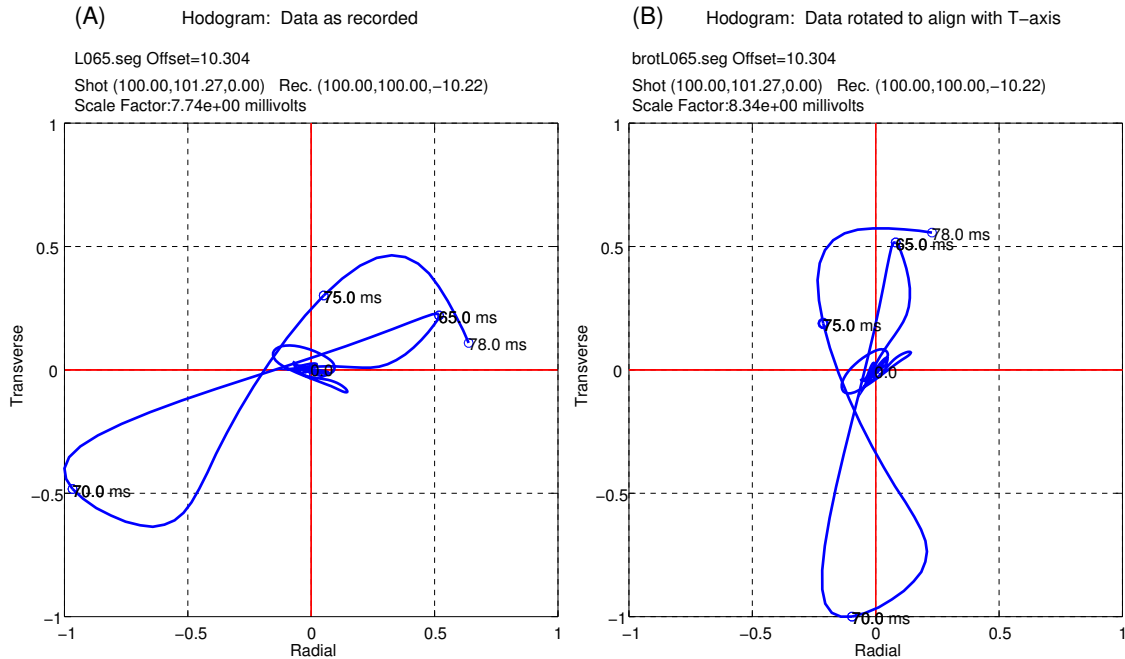 (A) Hodogram: Data as recorded
L065.seg Offset=10.304
Shot (100.00,101.27,0.00) Rec. (100.00,100.00,−10.22)
Scale Factor:7.74e+00 millivolts
1
0.5
0
−0.5
−1
Transverse
75.0 ms
65.0 ms
78.0 ms
0.0
70.0 ms
−1
−0.5
0
0.5
1
Radial
(B) Hodogram: Data rotated to align with T−axis
brotL065.seg Offset=10.304
Shot (100.00,101.27,0.00) Rec. (100.00,100.00,−10.22)
Scale Factor:8.34e+00 millivolts
1
0.5
0
−0.5
−1
Transverse
78.0 ms
65.0 ms
75.0 ms
0.0
70.0 ms
−1
−0.5
0
0.5
1
Radial